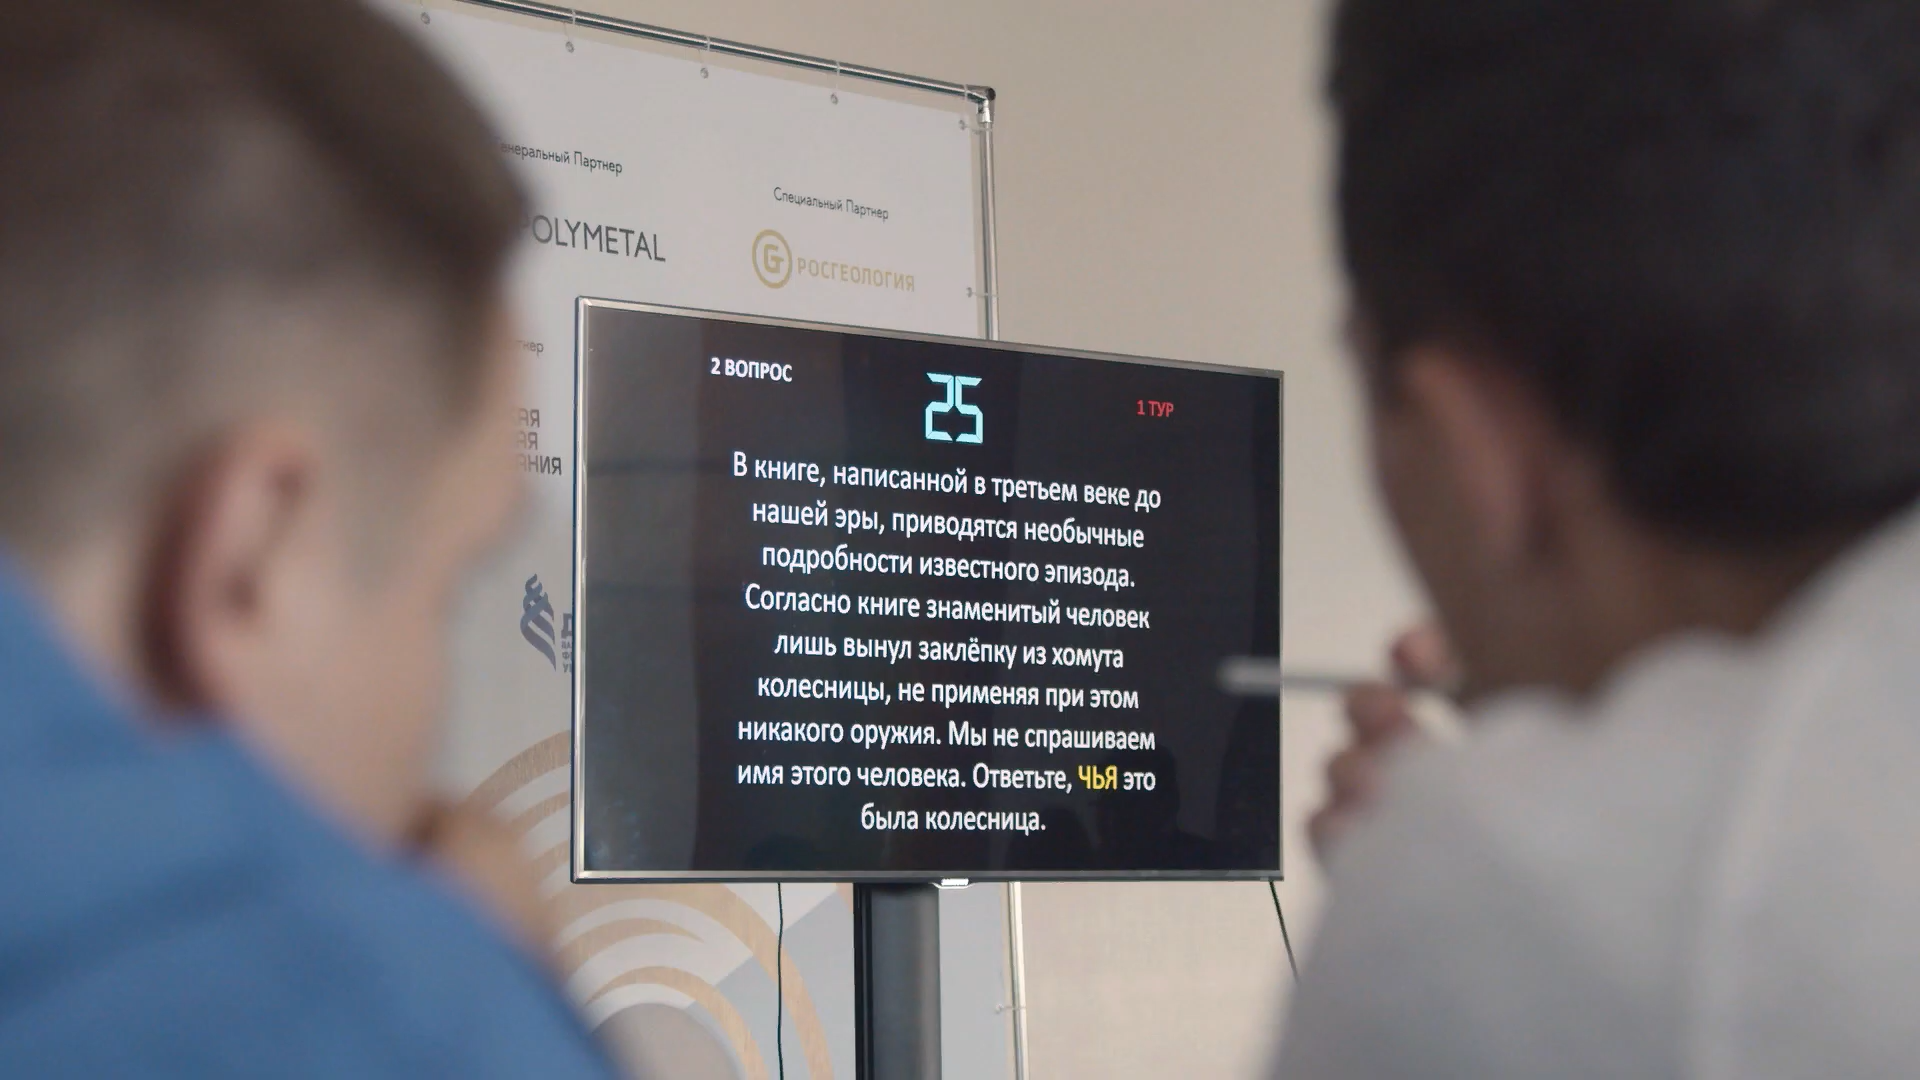 Генеральный Партнер
POLYMETAL
Специальный Партнер
РОСГЕОЛОГИЯ
2 ВОПРОС
25
1 ТУР
В книге, написанной в третьем веке до
нашей эры, приводятся необычные
подробности известного эпизода.
Согласно книге знаменитый человек
лишь вынул заклёпку из хомута
колесницы, не применяя при этом
никакого оружия. Мы не спрашиваем
имя этого человека. Ответьте, ЧЬЯ это
была колесница.